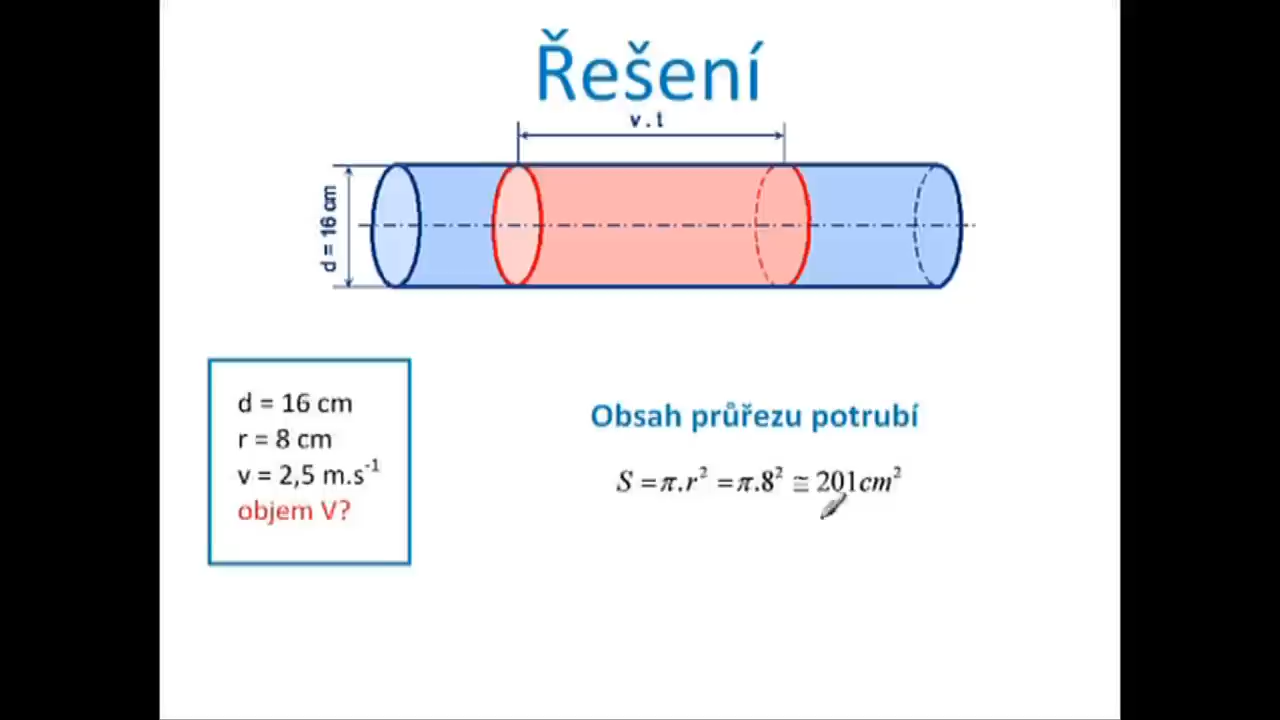 Řešení
v . t
d = 16 cm
d = 16 cm
r = 8 cm
v = 2,5 m.s⁻¹
objem V?
Obsah průřezu potrubí
S = π.r² = π.8² ≅ 201cm²